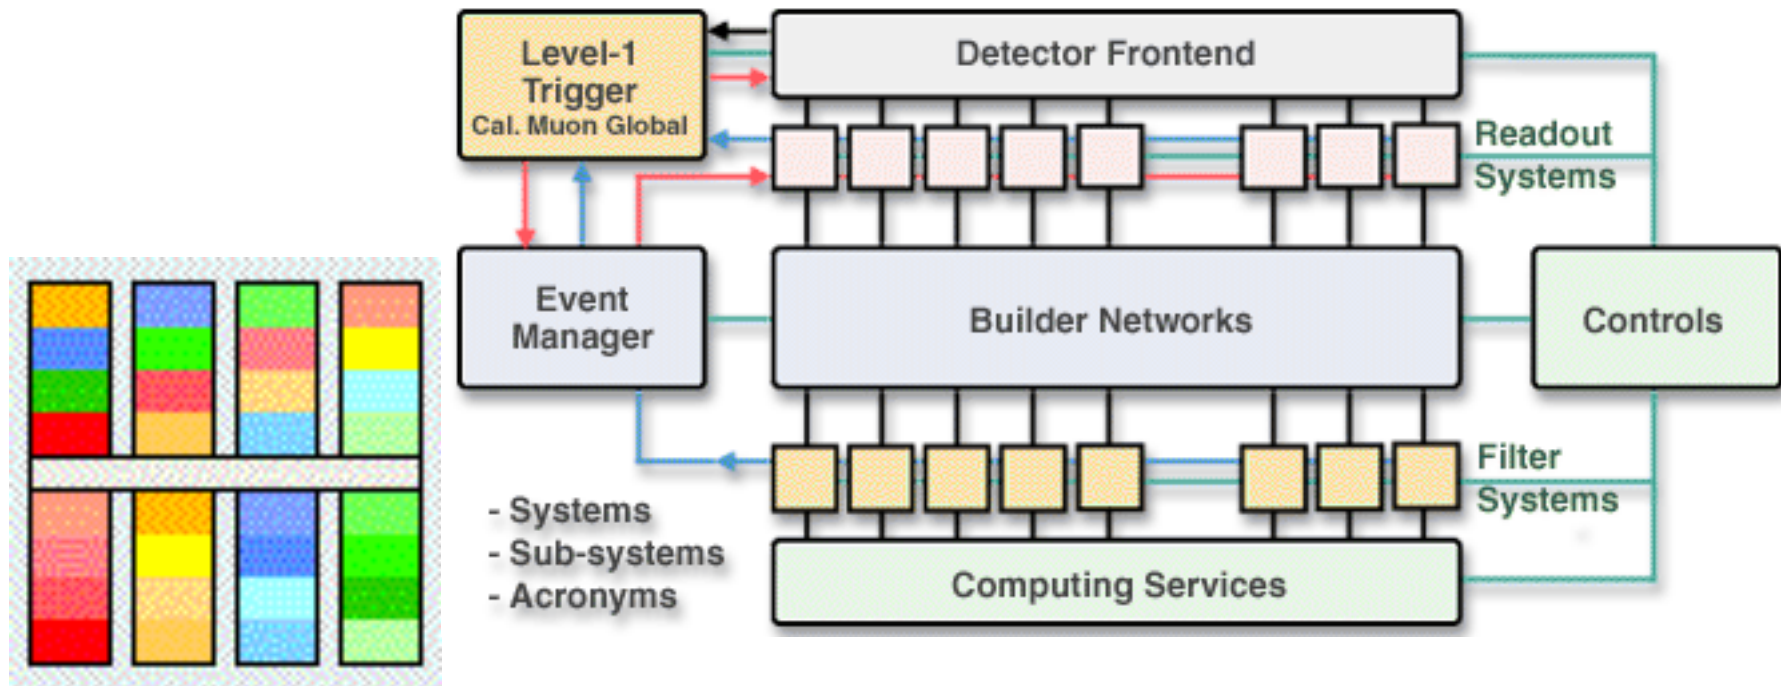 Level-1
Trigger
Cal. Muon Global
Detector Frontend
Readout
Systems
Event
Manager
Builder Networks
Controls
Filter
Systems
- Systems
- Sub-systems
- Acronyms
Computing Services